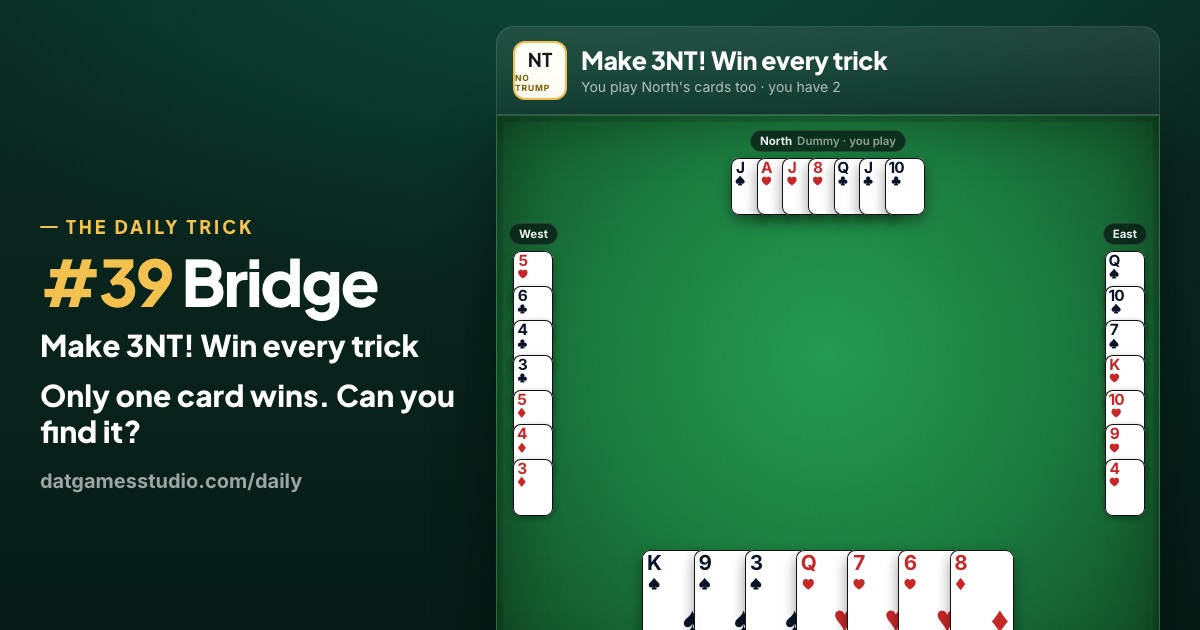 — THE DAILY TRICK
#39 Bridge
Make 3NT! Win every trick
Only one card wins. Can you
find it?
datgamesstudio.com/daily
NT
NO
TRUMP
Make 3NT! Win every trick
You play North's cards too · you have 2
North Dummy · you play
J♠ A♥ J♥ 8♥ Q♣ J♣ 10♣
West
5♥
6♣
4♣
3♣
5♦
4♦
3♦
East
Q♠
10♠
7♠
K♥
10♥
9♥
4♥
K♠ 9♠ 3♠ Q♥ 7♥ 6♥ 8♦